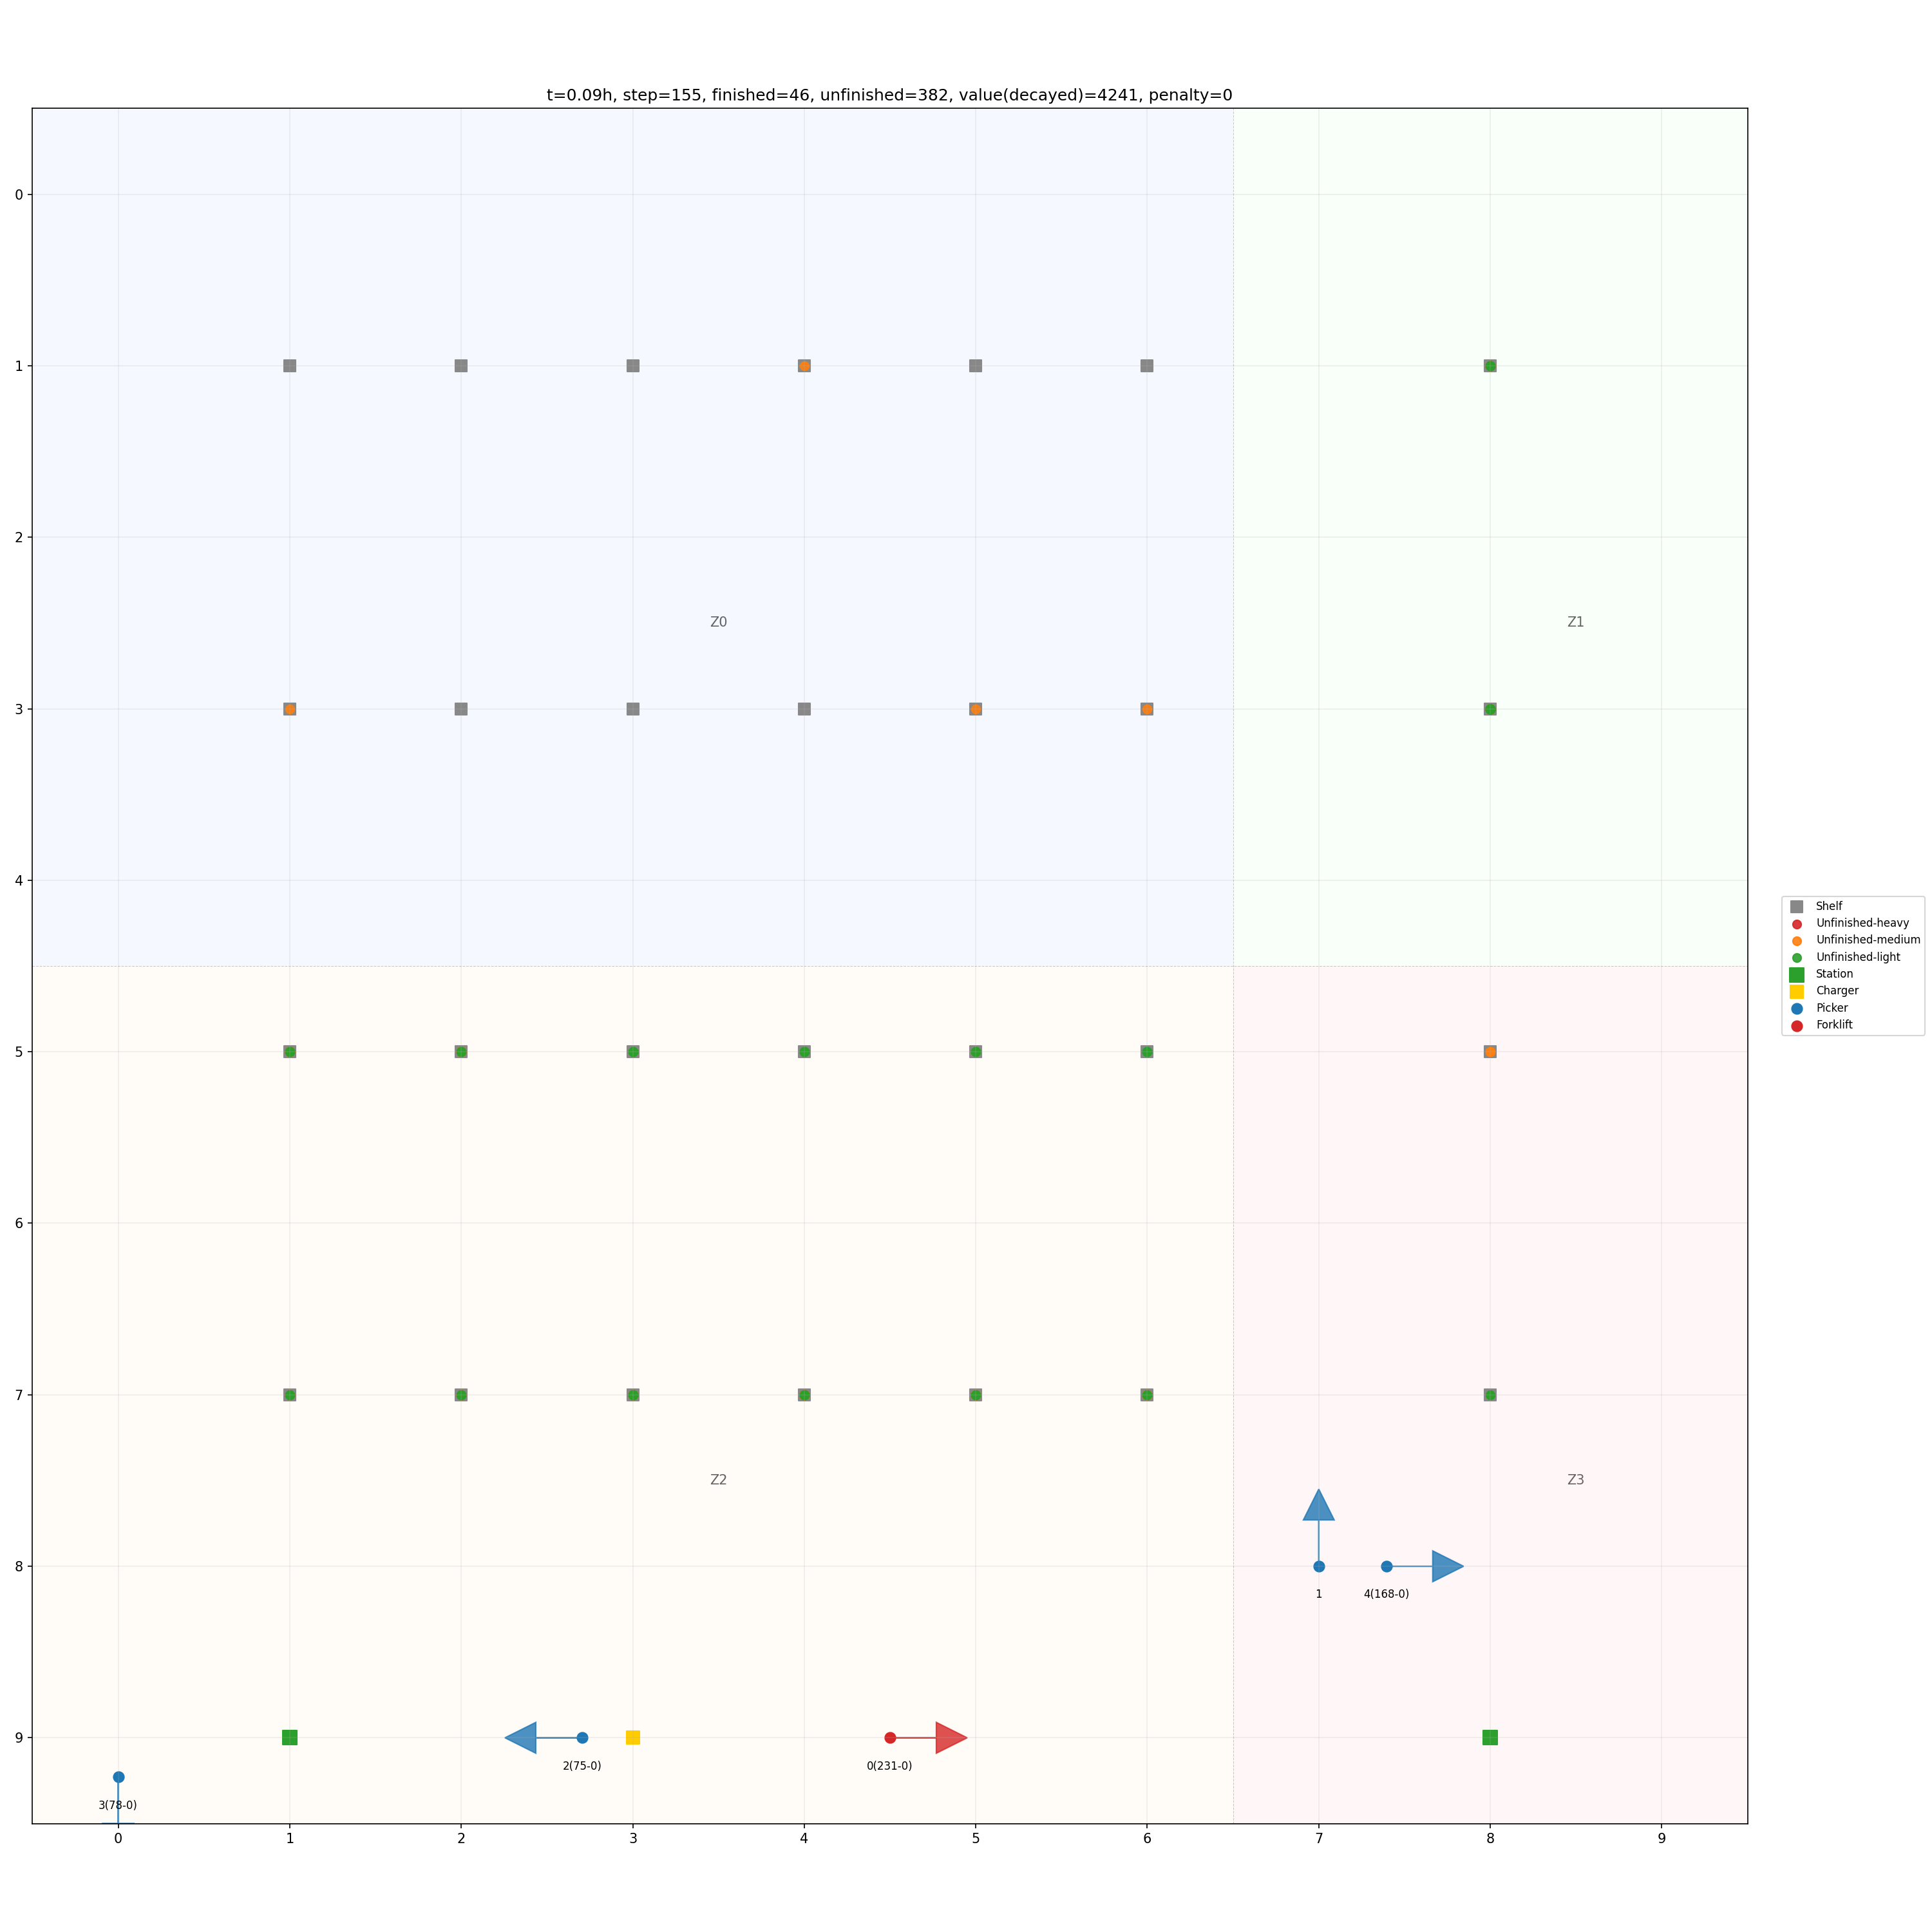 t=0.09h, step=155, finished=46, unfinished=382, value(decayed)=4241, penalty=0
0
1
2
Z0
Z1
3
4
Shelf
Unfinished-heavy
Unfinished-medium
Unfinished-light
Station
Charger
Picker
Forklift
5
6
7
Z2
Z3
8
1
4(168-0)
9
2(75-0)
0(231-0)
3(78-0)
0
1
2
3
4
5
6
7
8
9